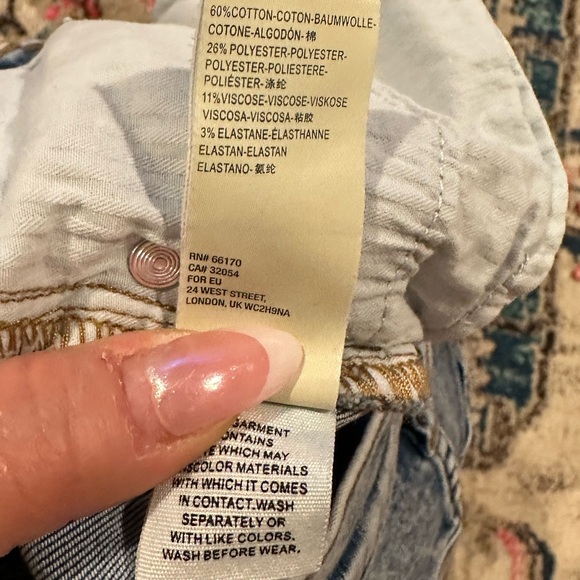 60%COTTON-COTON-BAUMWOLLE-
COTONE-ALGODÓN-棉
26% POLYESTER-POLYESTER-
POLYESTER-POLIESTERE-
POLIÉSTER-涤纶
11%VISCOSE-VISCOSE-VISKOSE
VISCOSA-VISCOSA-粘胶
3% ELASTANE-ÉLASTHANNE
ELASTAN-ELASTAN
ELASTANO-氨纶
RN# 66170
CA# 32054
FOR EU
24 WEST STREET,
LONDON, UK WC2H9NA
GARMENT
WHICH MAY
MATERIALS
WITH WHICH IT COMES
IN CONTACT.WASH
SEPARATELY OR
WITH LIKE COLORS.
WASH BEFORE WEAR.